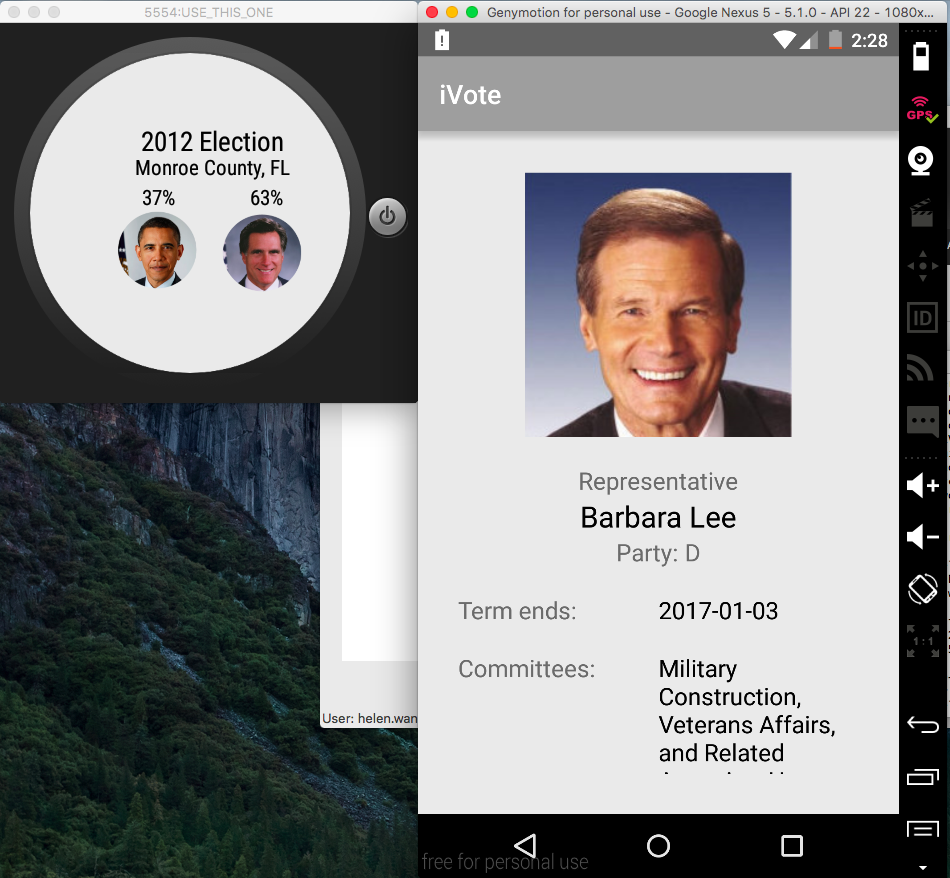 5554:USE_THIS_ONE
2012 Election
Monroe County, FL
37% 63%
User: helen.wan
Genymotion for personal use - Google Nexus 5 - 5.1.0 - API 22 - 1080x...
2:28
iVote
Representative
Barbara Lee
Party: D
Term ends: 2017-01-03
Committees: Military
Construction,
Veterans Affairs,
and Related
free for personal use
GPS
ID
1:1